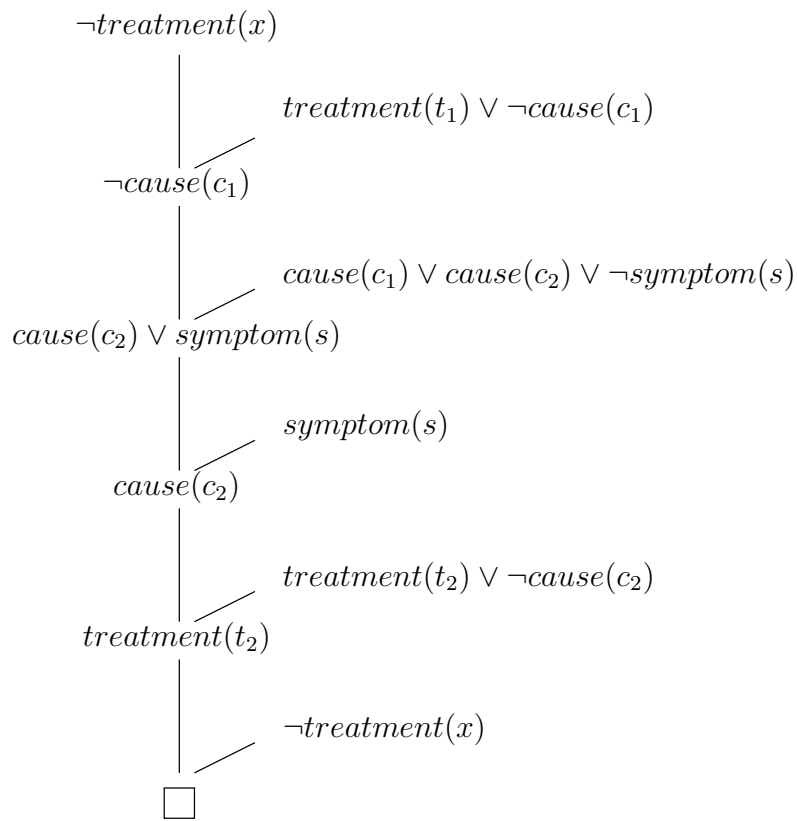 ¬treatment(x)
treatment(t₁) ∨ ¬cause(c₁)
¬cause(c₁)
cause(c₁) ∨ cause(c₂) ∨ ¬symptom(s)
cause(c₂) ∨ symptom(s)
symptom(s)
cause(c₂)
treatment(t₂) ∨ ¬cause(c₂)
treatment(t₂)
¬treatment(x)
□